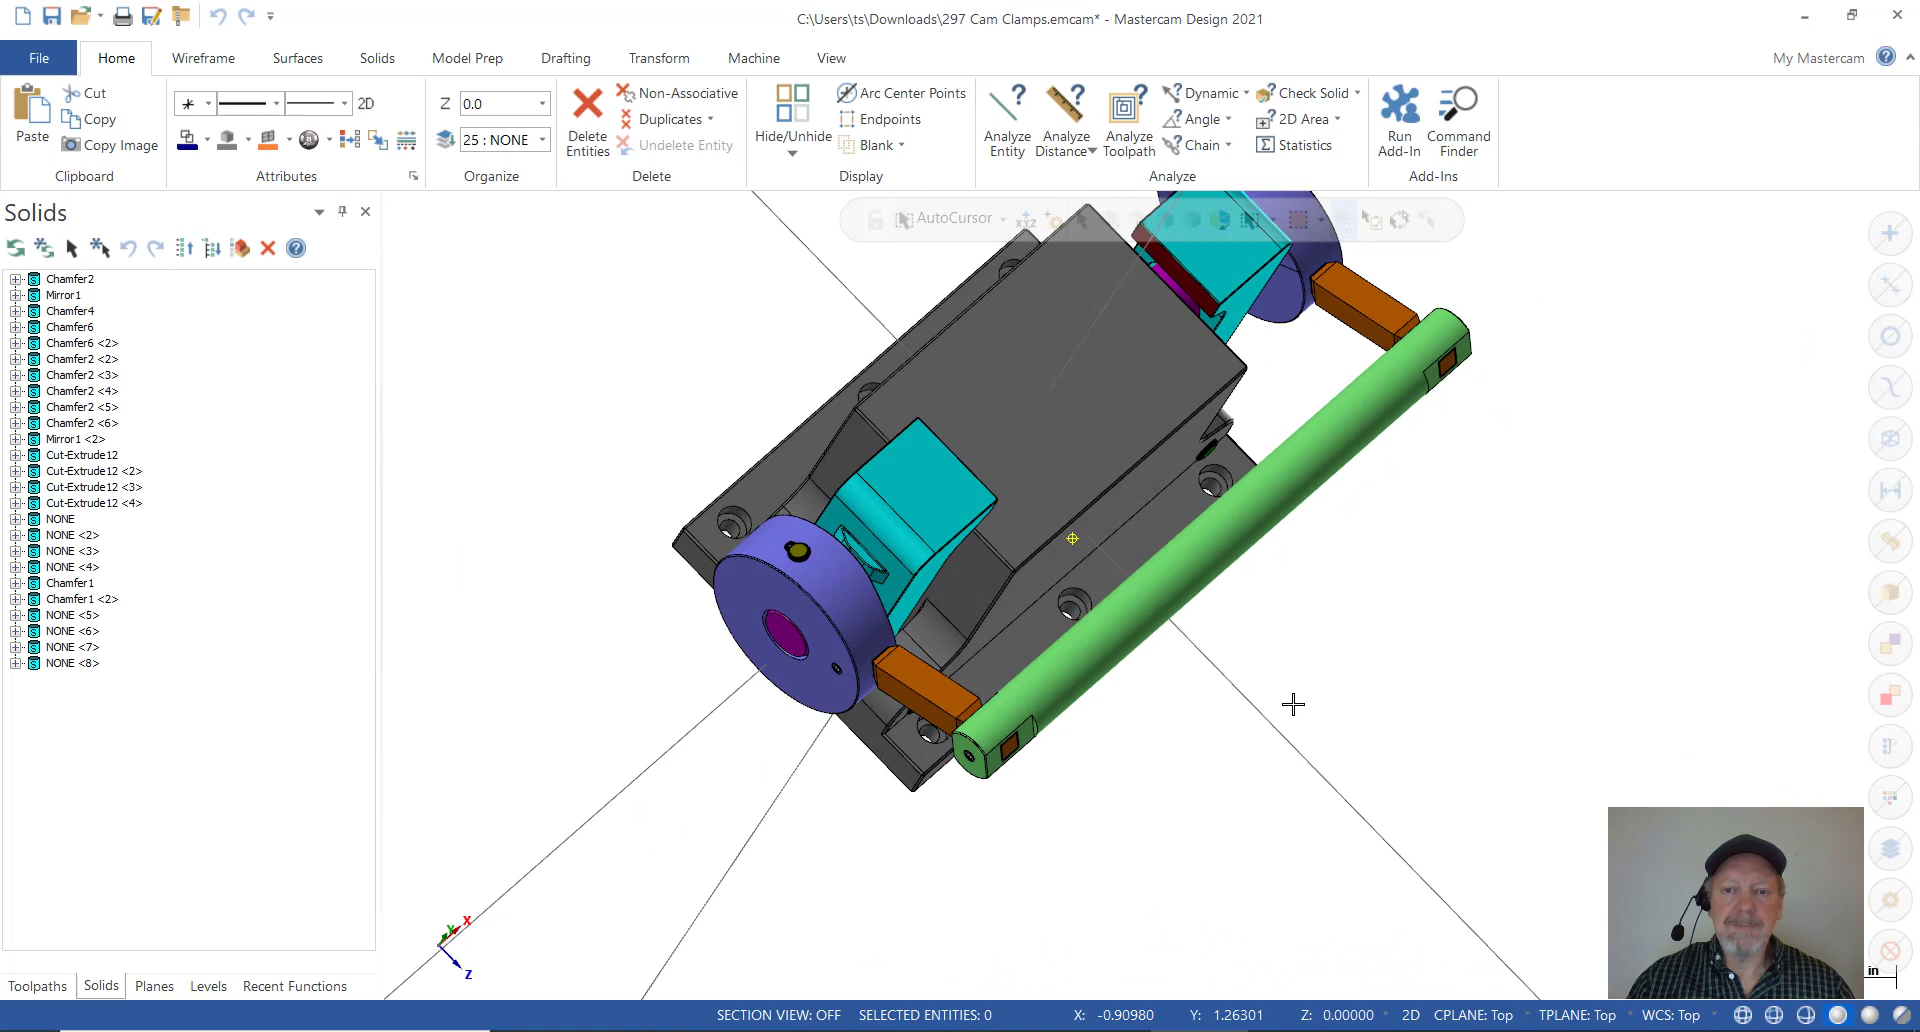 C:\Users\ts\Downloads\297 Cam Clamps.emcam* - Mastercam Design 2021
File Home Wireframe Surfaces Solids Model Prep Drafting Transform Machine View My Mastercam
Paste Cut Copy Copy Image
Clipboard
2D
Attributes
Z 0.0
25 : NONE
Organize
Delete Entities Non-Associative Duplicates Undelete Entity
Delete
Hide/Unhide Arc Center Points Endpoints Blank
Display
Analyze Entity Analyze Distance Analyze Toolpath Dynamic Angle Chain Check Solid 2D Area Statistics
Analyze
Run Add-In Command Finder
Add-Ins
Solids
AutoCursor
Chamfer2
Mirror1
Chamfer4
Chamfer6
Chamfer6 <2>
Chamfer2 <2>
Chamfer2 <3>
Chamfer2 <4>
Chamfer2 <5>
Chamfer2 <6>
Mirror1 <2>
Cut-Extrude12
Cut-Extrude12 <2>
Cut-Extrude12 <3>
Cut-Extrude12 <4>
NONE
NONE <2>
NONE <3>
NONE <4>
Chamfer1
Chamfer1 <2>
NONE <5>
NONE <6>
NONE <7>
NONE <8>
X
Y
Z
in
Toolpaths Solids Planes Levels Recent Functions
SECTION VIEW: OFF SELECTED ENTITIES: 0 X: -0.90980 Y: 1.26301 Z: 0.00000 2D CPLANE: Top TPLANE: Top WCS: Top